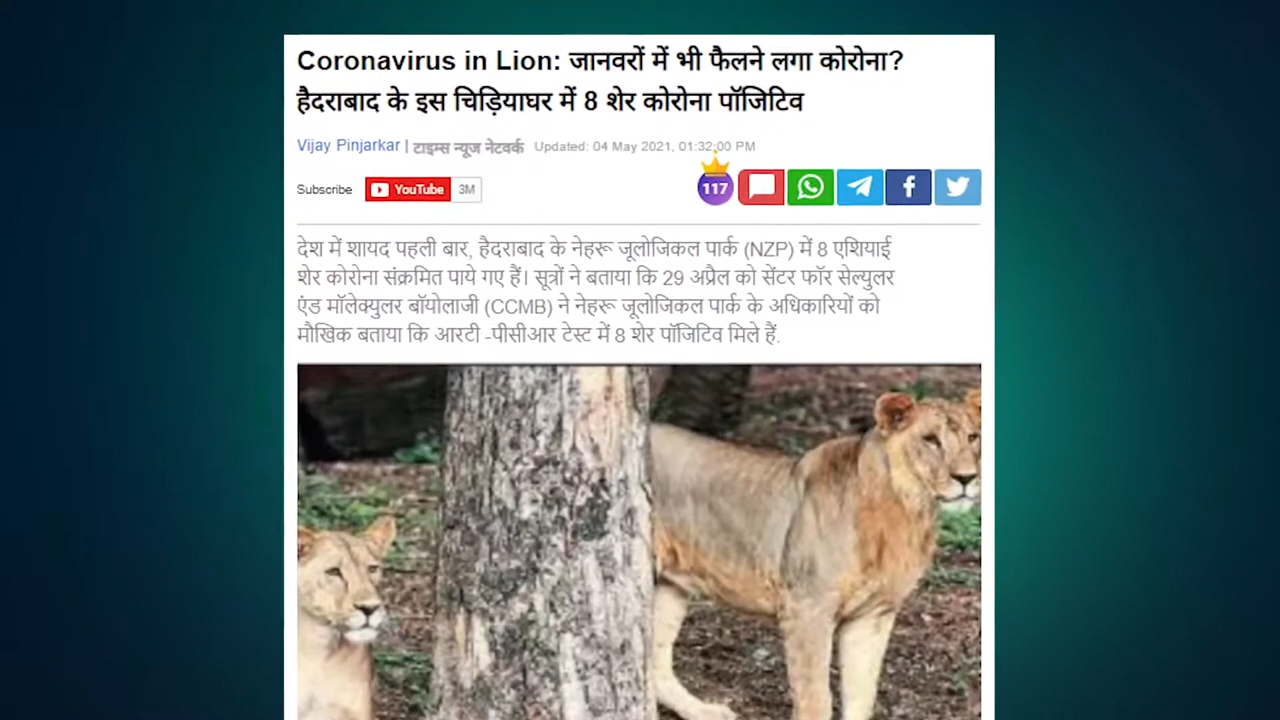 Coronavirus in Lion: जानवरों में भी फैलने लगा कोरोना?
हैदराबाद के इस चिड़ियाघर में 8 शेर कोरोना पॉजिटिव
Vijay Pinjarkar | टाइम्स न्यूज नेटवर्क Updated: 04 May 2021, 01:32:00 PM
Subscribe YouTube 3M
117
देश में शायद पहली बार, हैदराबाद के नेहरू जूलोजिकल पार्क (NZP) में 8 एशियाई
शेर कोरोना संक्रमित पाये गए हैं। सूत्रों ने बताया कि 29 अप्रैल को सेंटर फॉर सेल्युलर
एंड मॉलेक्युलर बॉयोलाजी (CCMB) ने नेहरू जूलोजिकल पार्क के अधिकारियों को
मौखिक बताया कि आरटी -पीसीआर टेस्ट में 8 शेर पॉजिटिव मिले हैं.